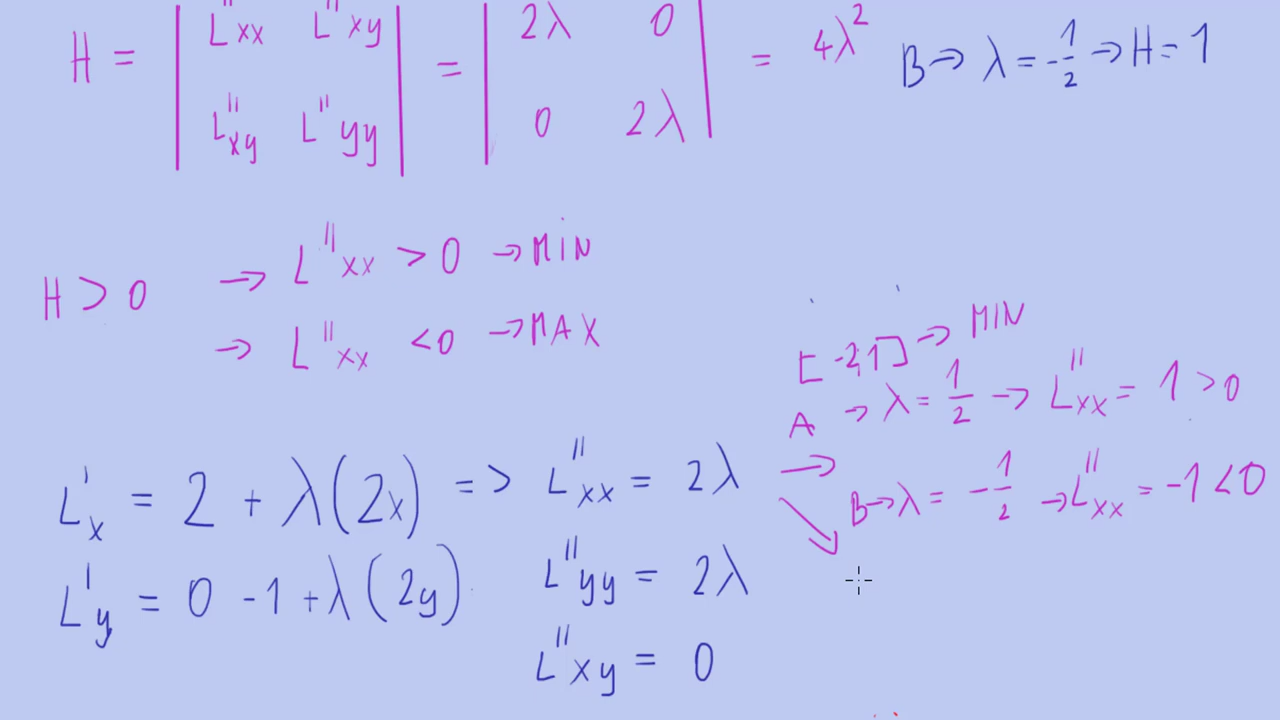 H = | L''xx L''xy | = | 2λ 0 | = 4λ²
| L''xy L''yy | | 0 2λ |
B → λ = -1/2 → H = 1
H > 0 → L''xx > 0 → MIN
→ L''xx < 0 → MAX
[-2,1] → MIN
A → λ = 1/2 → L''xx = 1 > 0
B → λ = -1/2 → L''xx = -1 < 0
L'x = 2 + λ(2x) => L''xx = 2λ
L'y = 0 - 1 + λ(2y) L''yy = 2λ
L''xy = 0